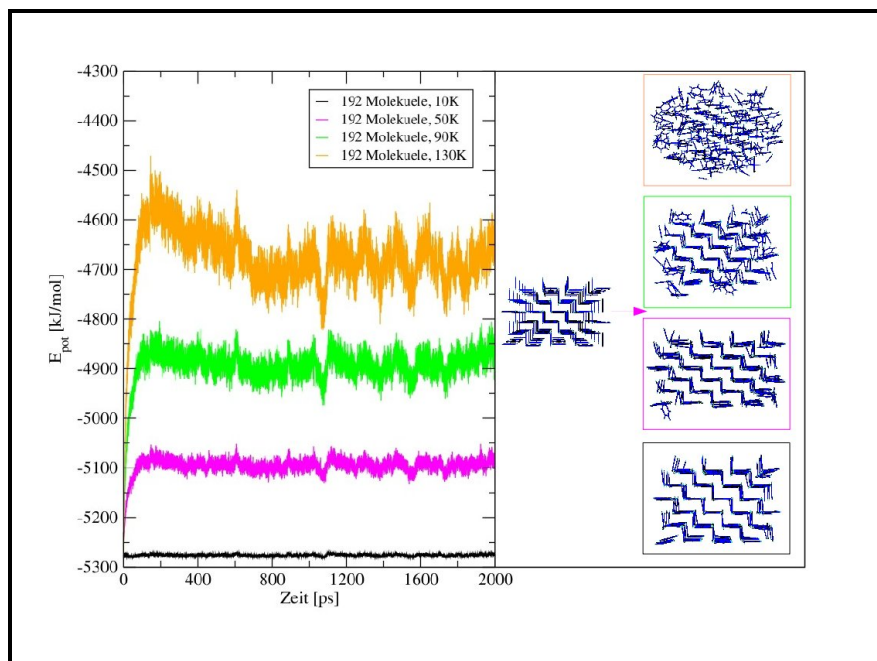 -4300
-4400
-4500
-4600
-4700
-4800
-4900
-5000
-5100
-5200
-5300
E_pot [kJ/mol]
192 Molekuele, 10K
192 Molekuele, 50K
192 Molekuele, 90K
192 Molekuele, 130K
0 400 800 1200 1600 2000
Zeit [ps]